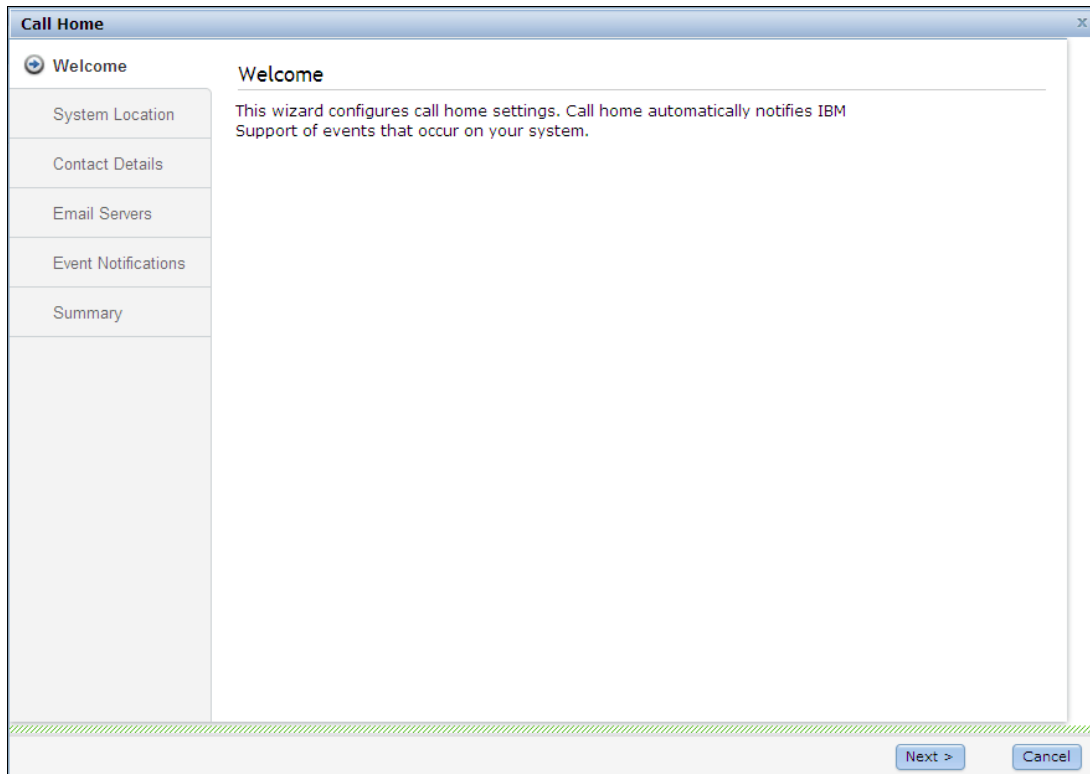 Call Home
x
Welcome
System Location
Contact Details
Email Servers
Event Notifications
Summary
Welcome
This wizard configures call home settings. Call home automatically notifies IBM
Support of events that occur on your system.
Next >
Cancel